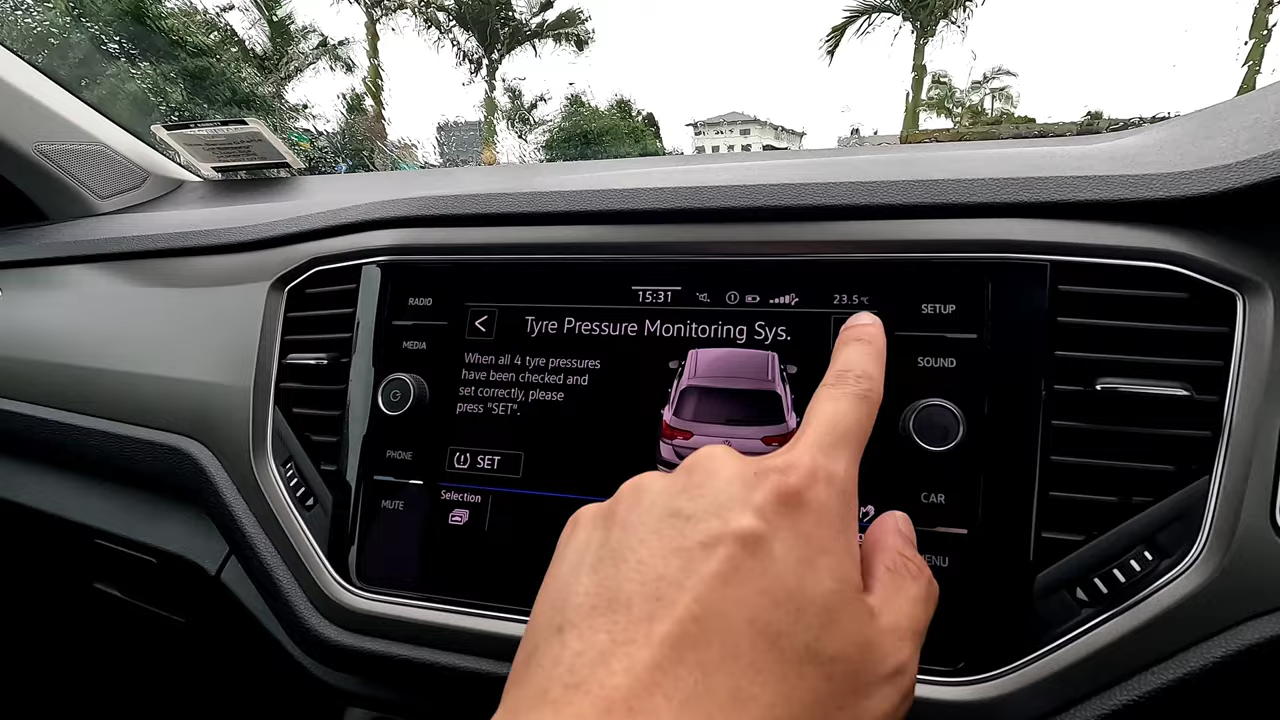 RADIO
MEDIA
PHONE
MUTE
15:31
23.5°C
Tyre Pressure Monitoring Sys.
When all 4 tyre pressures
have been checked and
set correctly, please
press "SET".
SET
Selection
SETUP
SOUND
CAR
ENU